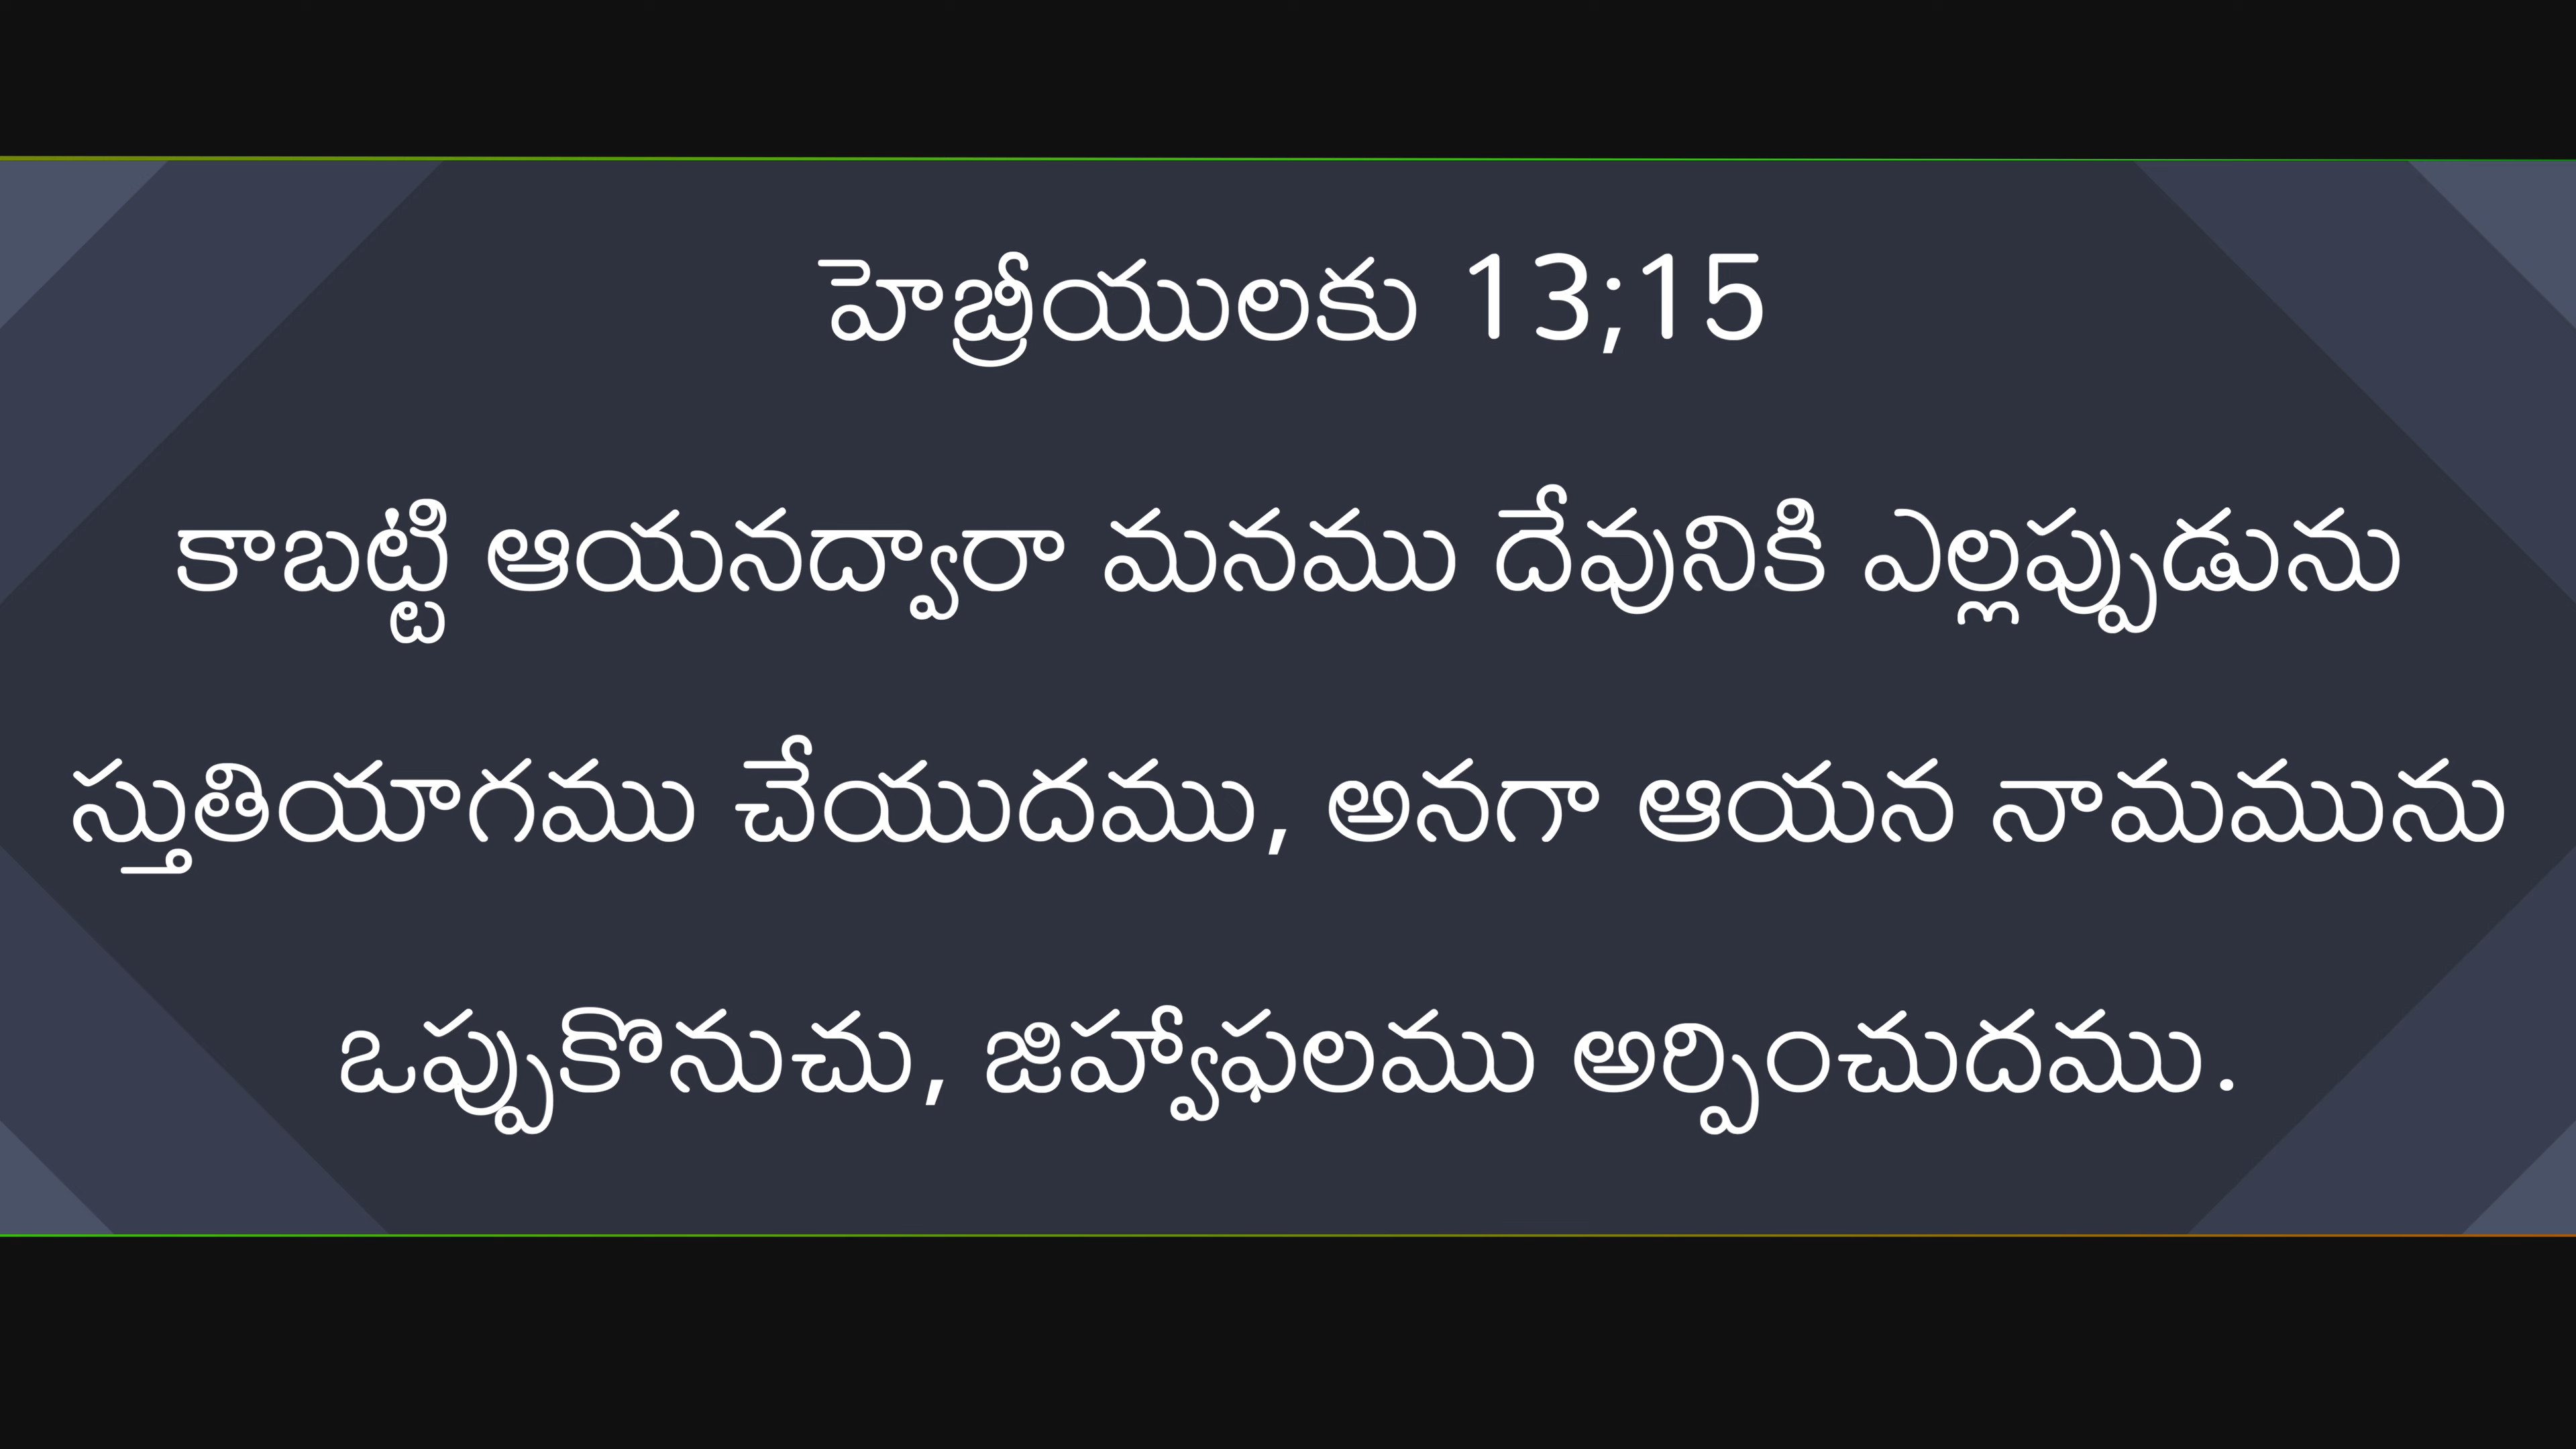 హెబ్రీయులకు 13;15
కాబట్టి ఆయనద్వారా మనము దేవునికి ఎల్లప్పుడును
స్తుతియాగము చేయుదము, అనగా ఆయన నామమును
ఒప్పుకొనుచు, జిహ్వాఫలము అర్పించుదము.